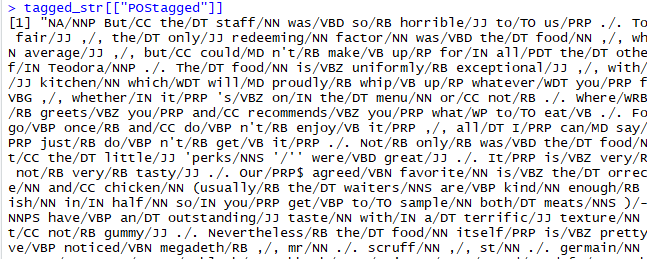 > tagged_str[["POStagged"]]
[1] "NA/NNP But/CC the/DT staff/NN was/VBD so/RB horrible/JJ to/TO us/PRP ./. To
fair/JJ ,/, the/DT only/JJ redeeming/NN factor/NN was/VBD the/DT food/NN ,/, wh
N average/JJ ,/, but/CC could/MD n't/RB make/VB up/RP for/IN all/PDT the/DT othe
f/IN Teodora/NNP ./. The/DT food/NN is/VBZ uniformly/RB exceptional/JJ ,/, with/
/JJ kitchen/NN which/WDT will/MD proudly/RB whip/VB up/RP whatever/WDT you/PRP f
VBG ,/, whether/IN it/PRP 's/VBZ on/IN the/DT menu/NN or/CC not/RB ./. Where/WRB
/RB greets/VBZ you/PRP and/CC recommends/VBZ you/PRP what/WP to/TO eat/VB ./. Fo
go/VBP once/RB and/CC do/VBP n't/RB enjoy/VB it/PRP ,/, all/DT I/PRP can/MD say/
PRP just/RB do/VBP n't/RB get/VB it/PRP ./. Not/RB only/RB was/VBD the/DT food/N
t/CC the/DT little/JJ 'perks/NNS '/'' were/VBD great/JJ ./. It/PRP is/VBZ very/R
not/RB very/RB tasty/JJ ./. Our/PRP$ agreed/VBN favorite/NN is/VBZ the/DT orrec
e/NN and/CC chicken/NN (usually/RB the/DT waiters/NNS are/VBP kind/NN enough/RB
ish/NN in/IN half/NN so/IN you/PRP get/VBP to/TO sample/NN both/DT meats/NNS )/-
NNPS have/VBP an/DT outstanding/JJ taste/NN with/IN a/DT terrific/JJ texture/NN
t/CC not/RB gummy/JJ ./. Nevertheless/RB the/DT food/NN itself/PRP is/VBZ pretty
ve/VBP noticed/VBN megadeth/RB ,/, mr/NN ./. scruff/NN ,/, st/NN ./. germain/NN